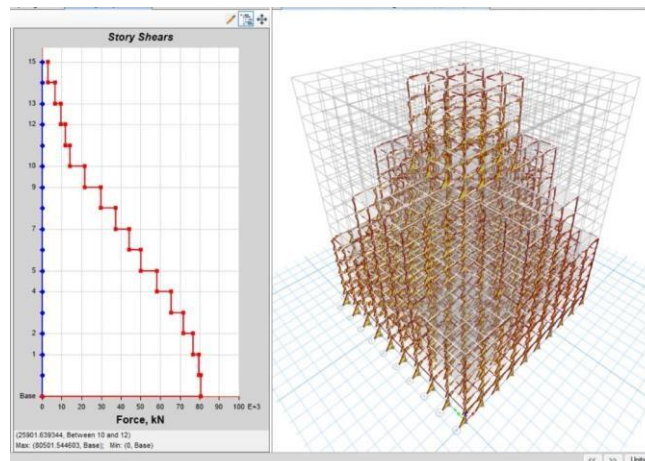 Story Shears
15
13
12
10
9
7
5
4
2
1
Base
0 10 20 30 40 50 60 70 80 90 100 E+3
Force, kN
(25901.639344, Between 10 and 12)
Max: (80501.544603, Base); Min: (0, Base)
<< >>